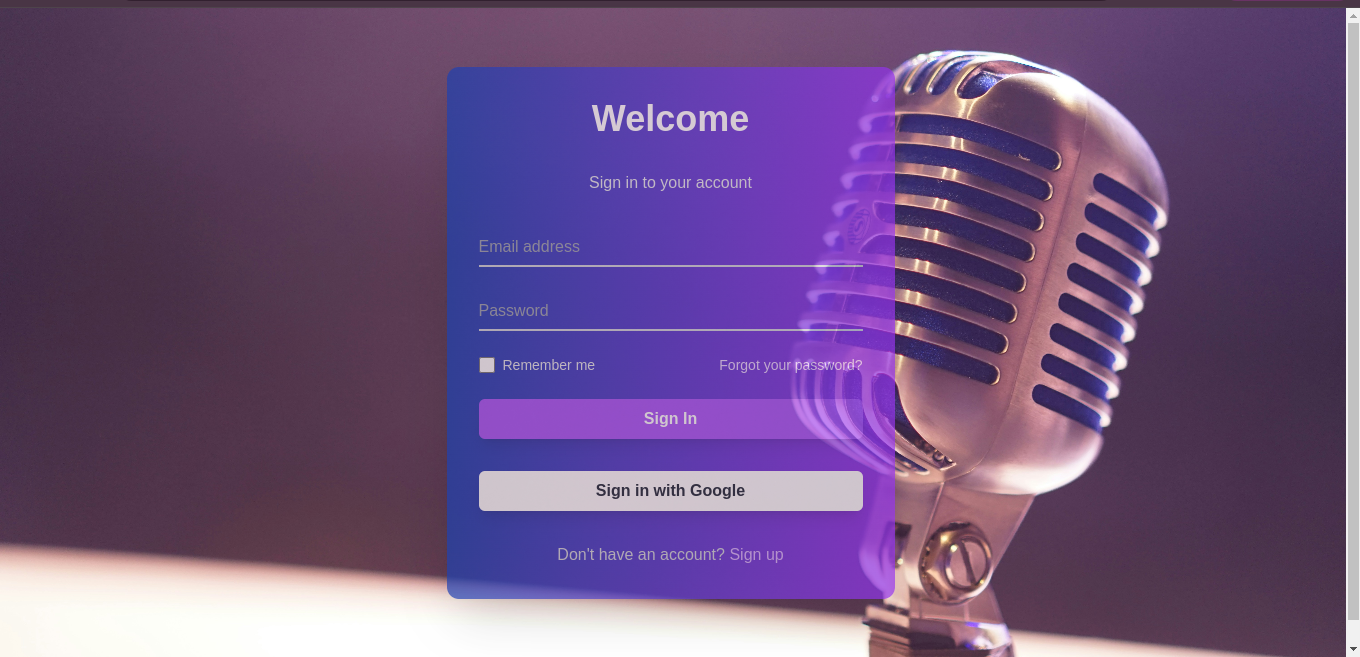 Welcome
Sign in to your account
Email address
Password
Remember me
Forgot your password?
Sign In
Sign in with Google
Don't have an account? Sign up